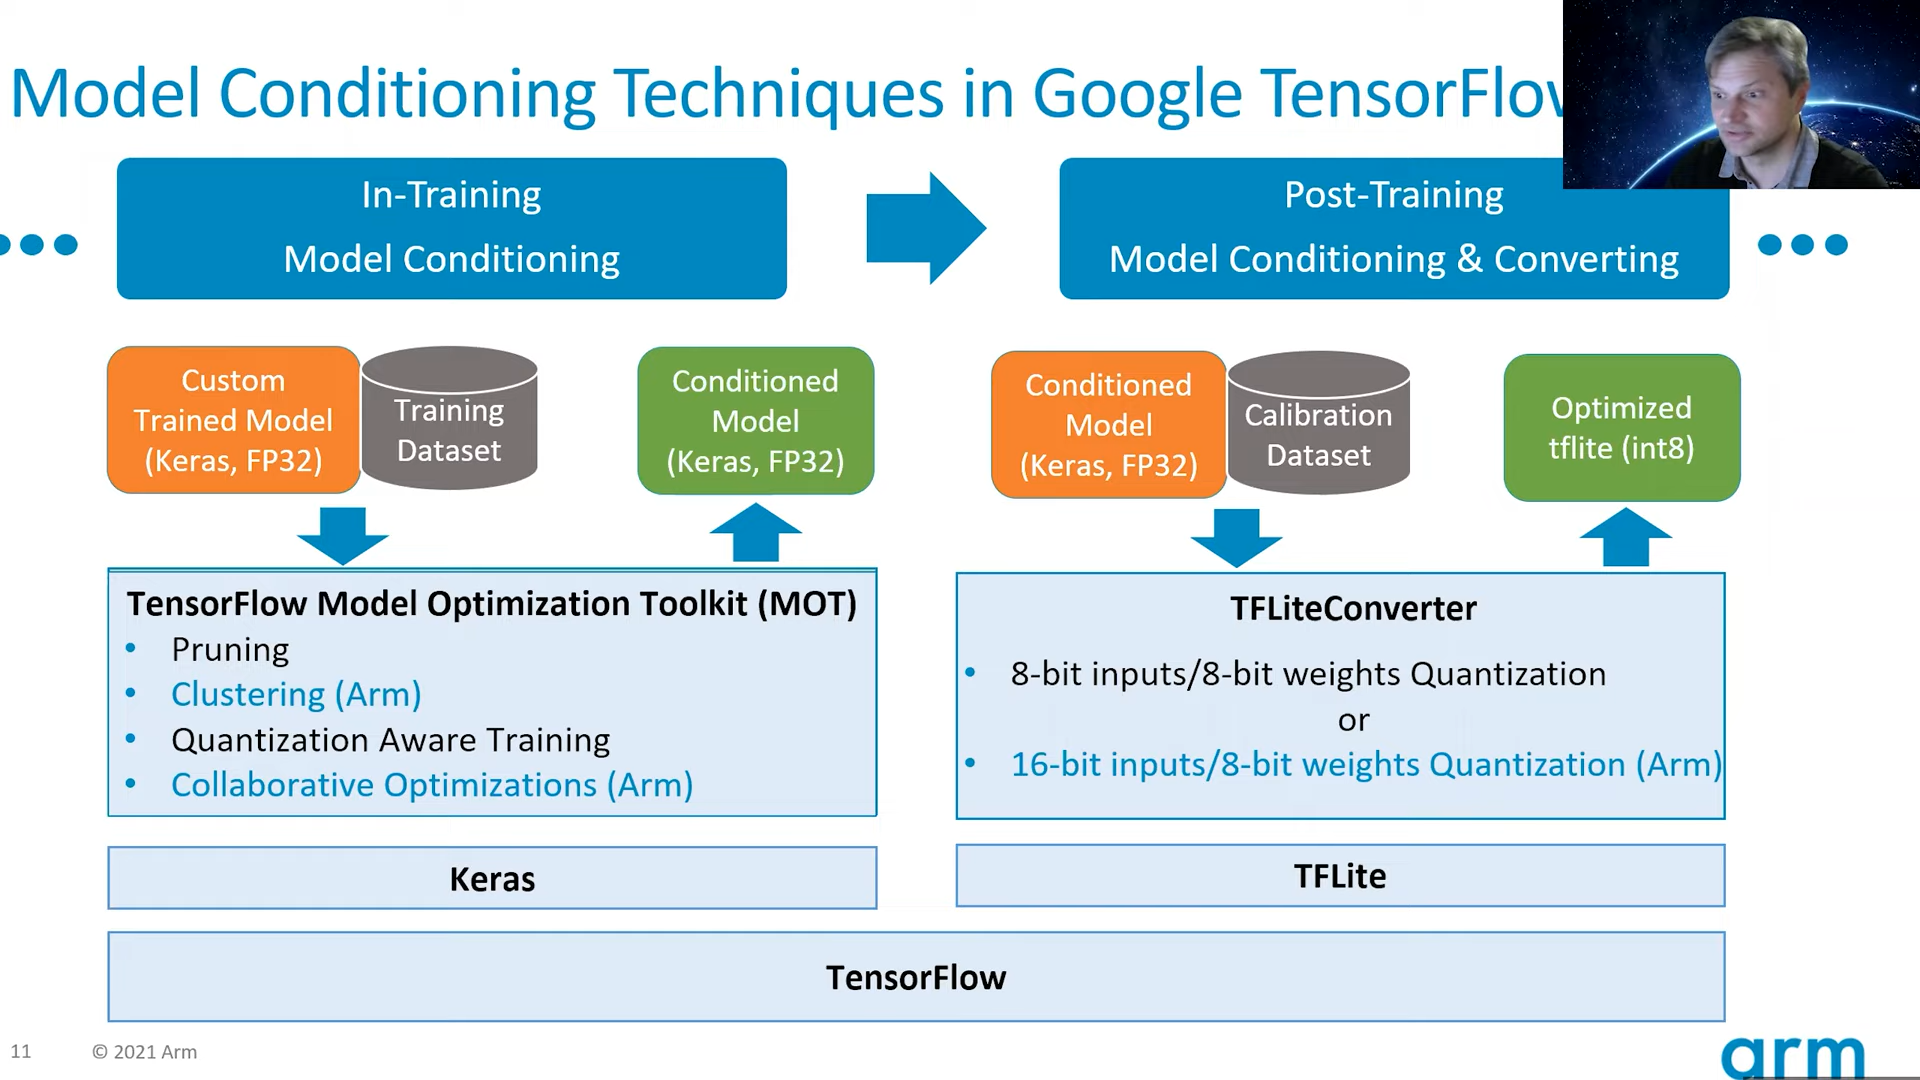 Model Conditioning Techniques in Google TensorFlow
In-Training
Model Conditioning
Post-Training
Model Conditioning & Converting
Custom
Trained Model
(Keras, FP32)
Training
Dataset
Conditioned
Model
(Keras, FP32)
Conditioned
Model
(Keras, FP32)
Calibration
Dataset
Optimized
tflite (int8)
TensorFlow Model Optimization Toolkit (MOT)
• Pruning
• Clustering (Arm)
• Quantization Aware Training
• Collaborative Optimizations (Arm)
TFLiteConverter
• 8-bit inputs/8-bit weights Quantization
or
• 16-bit inputs/8-bit weights Quantization (Arm)
Keras
TFLite
TensorFlow
11 © 2021 Arm
arm